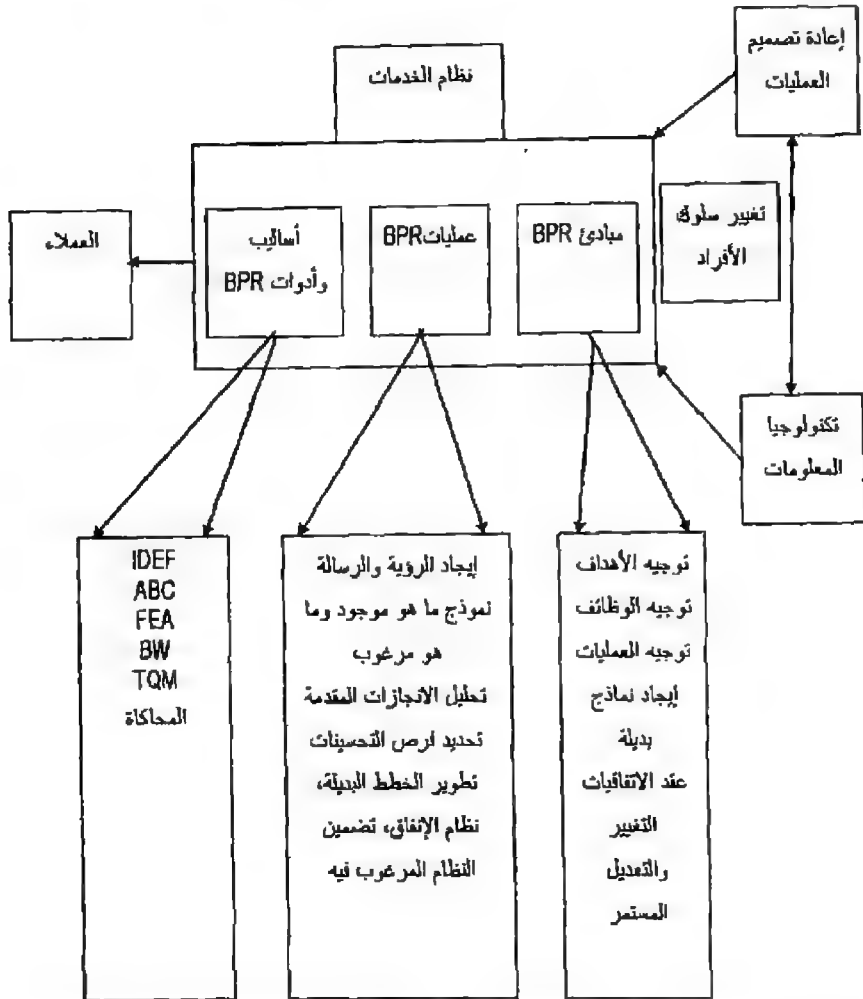 إعادة تصميم
العمليات
نظام الخدمات
تغيير سلوك
الأفراد
مبادئ BPR
عمليات BPR
أساليب
وأدوات BPR
العملاء
تكنولوجيا
المعلومات
توجيه الأهداف
توجيه الوظائف
توجيه العمليات
إيجاد نماذج
بديلة
عقد الاتفاقيات
التغيير
والتعديل
المستمر
إيجاد الرؤية والرسالة
نموذج ما هو موجود وما
هو مرغوب
تحليل الانجازات المقدمة
تحديد فرص التحسينات
تطوير الخطط البديلة،
نظام الإنفاق، تضمين
النظام المرغوب فيه
IDEF
ABC
FEA
BW
TQM
المحاكاة